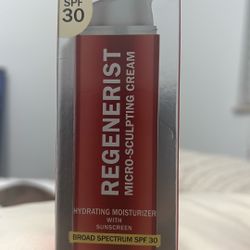 SPF
30
REGENERIST
MICRO-SCULPTING CREAM
HYDRATING MOISTURIZER
WITH
SUNSCREEN
BROAD SPECTRUM SPF 30